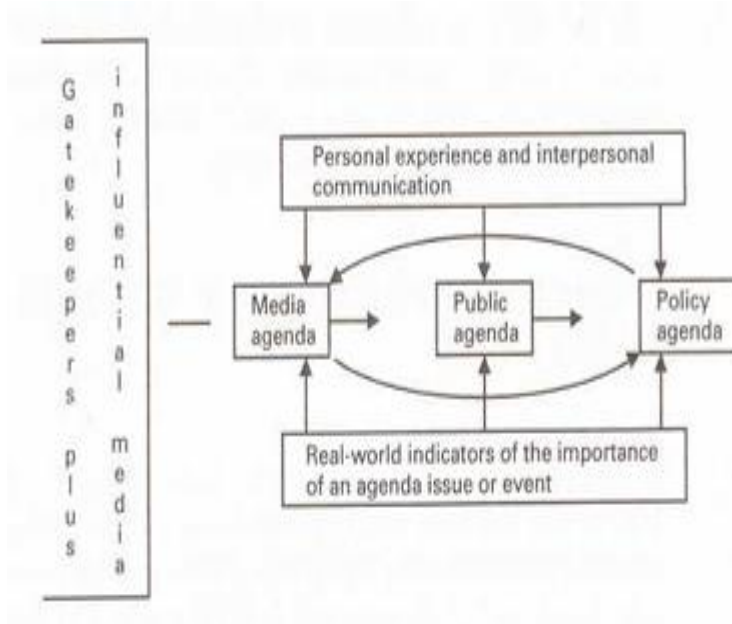 Gatekeepers plus
influential media
Personal experience and interpersonal
communication
Media
agenda
Public
agenda
Policy
agenda
Real-world indicators of the importance
of an agenda issue or event